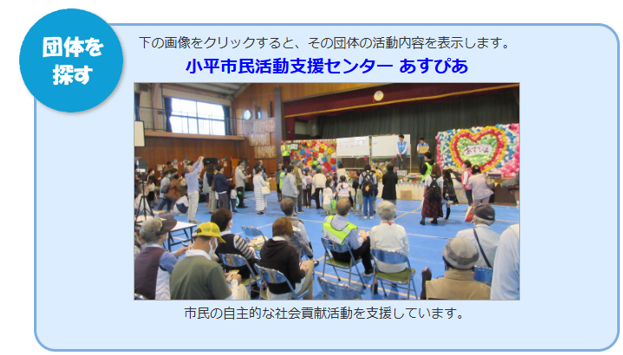 団体を
探す
下の画像をクリックすると、その団体の活動内容を表示します。
小平市民活動支援センター あすぴあ
あすぴあ
市民の自主的な社会貢献活動を支援しています。